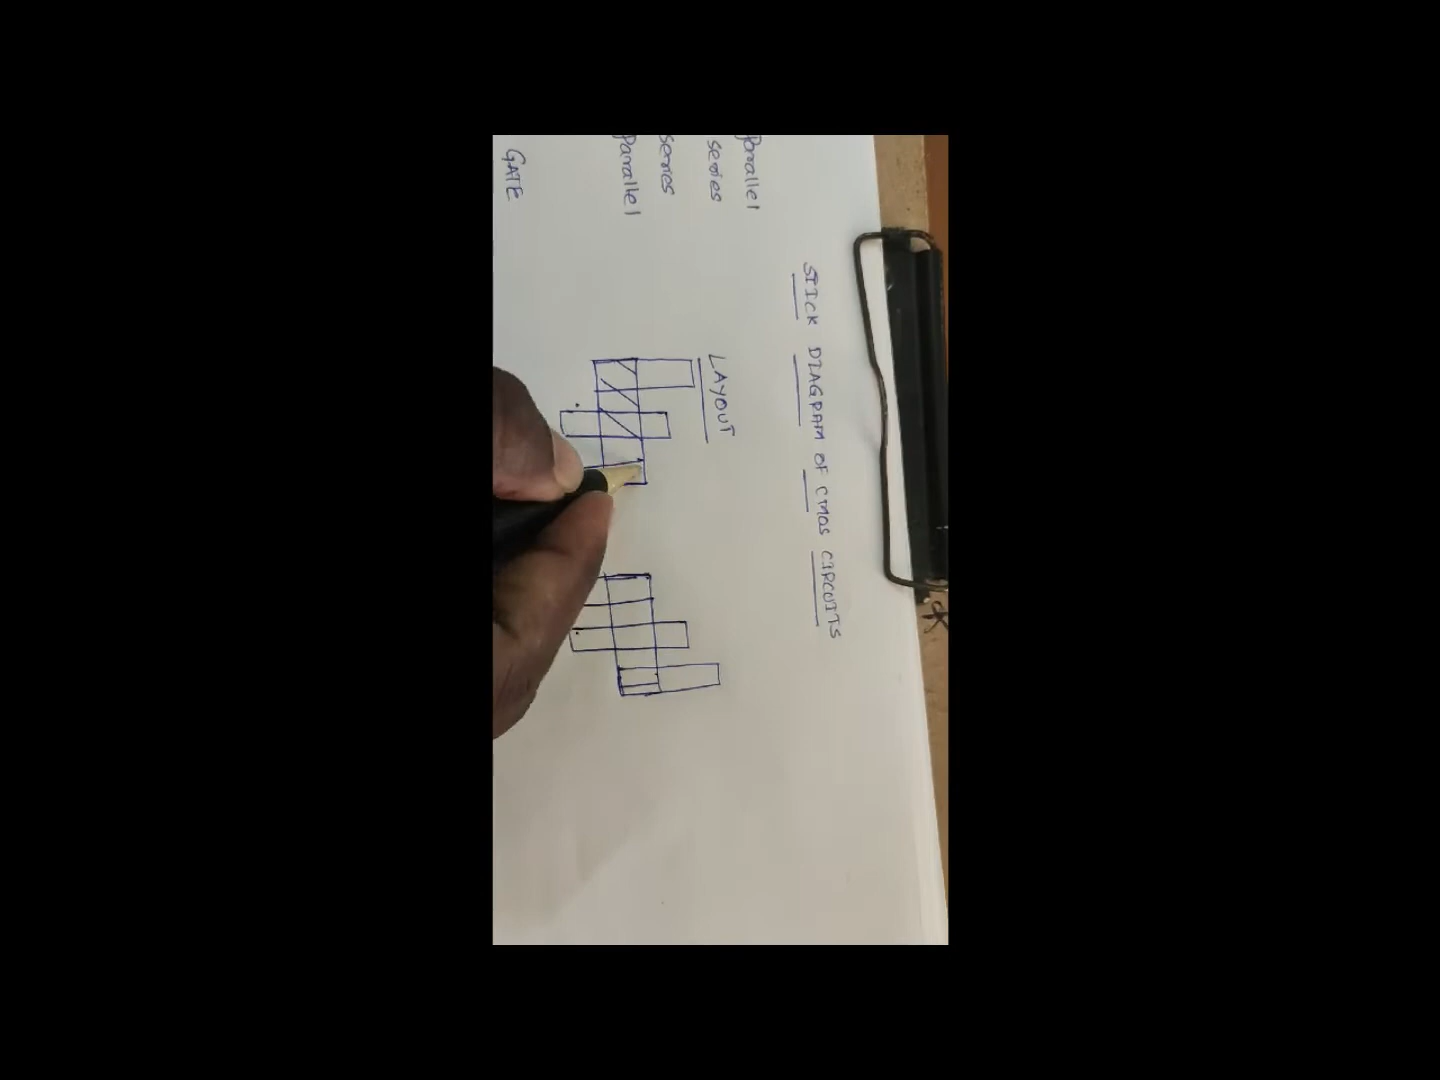 STICK DIAGRAM OF CMOS CIRCUITS
Parallel
series
LAYOUT
series
Parallel
GATE